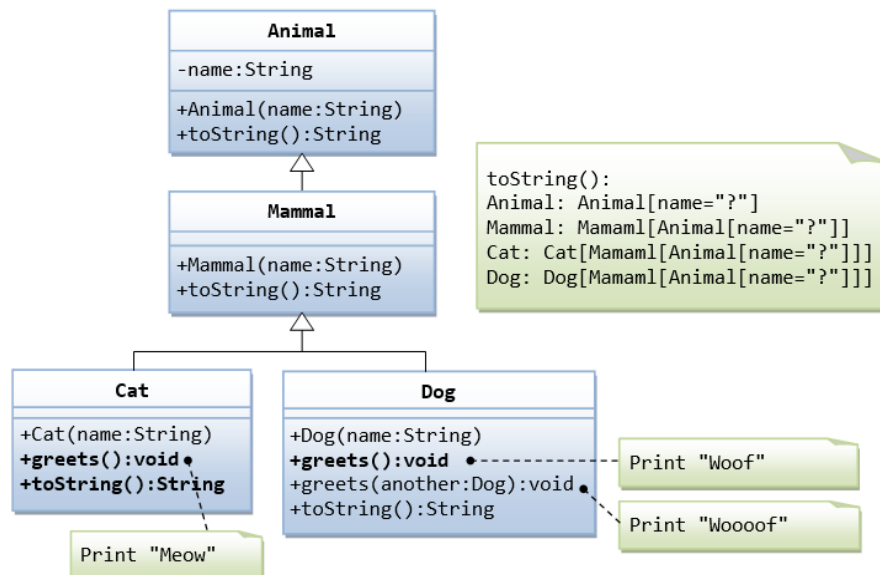 Animal
-name:String
+Animal(name:String)
+toString():String
Mammal
+Mammal(name:String)
+toString():String
toString():
Animal: Animal[name="?"]
Mammal: Mamaml[Animal[name="?"]]
Cat: Cat[Mamaml[Animal[name="?"]]]
Dog: Dog[Mamaml[Animal[name="?"]]]
Cat
+Cat(name:String)
+greets():void
+toString():String
Print "Meow"
Dog
+Dog(name:String)
+greets():void
+greets(another:Dog):void
+toString():String
Print "Woof"
Print "Woooof"